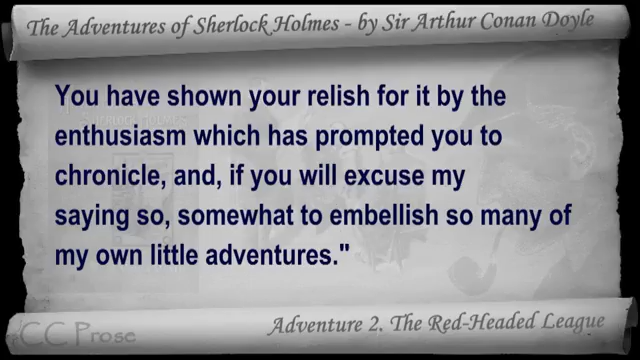 The Adventures of Sherlock Holmes - by Sir Arthur Conan Doyle
You have shown your relish for it by the
enthusiasm which has prompted you to
chronicle, and, if you will excuse my
saying so, somewhat to embellish so many of
my own little adventures."
CC Prose
Adventure 2. The Red-Headed League